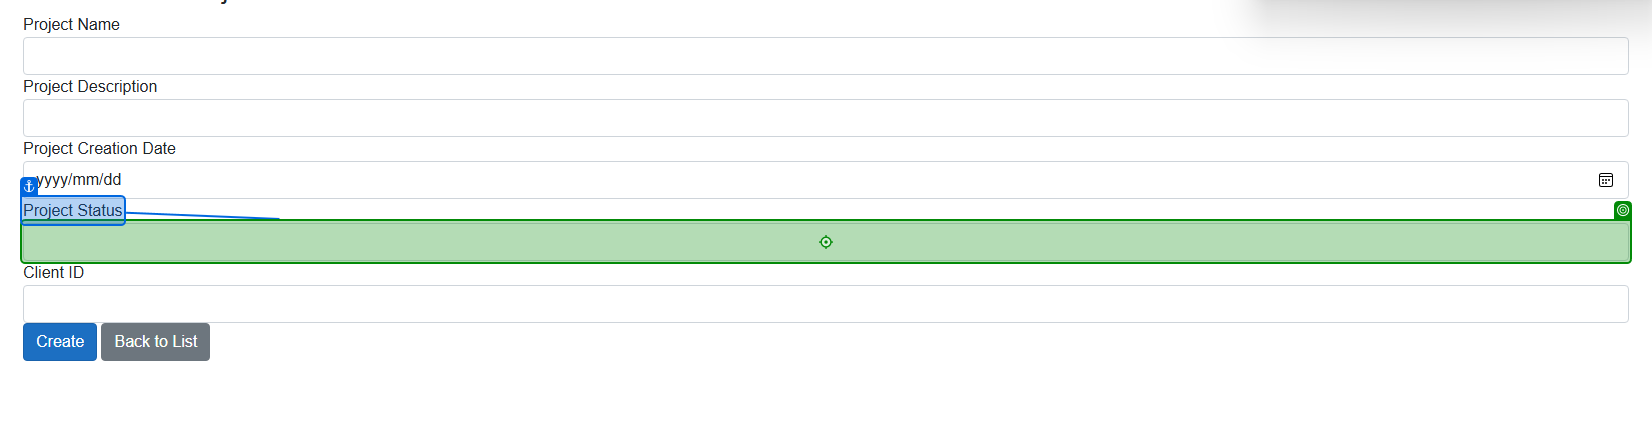 Project Name
Project Description
Project Creation Date
yyyy/mm/dd
Project Status
Client ID
Create Back to List